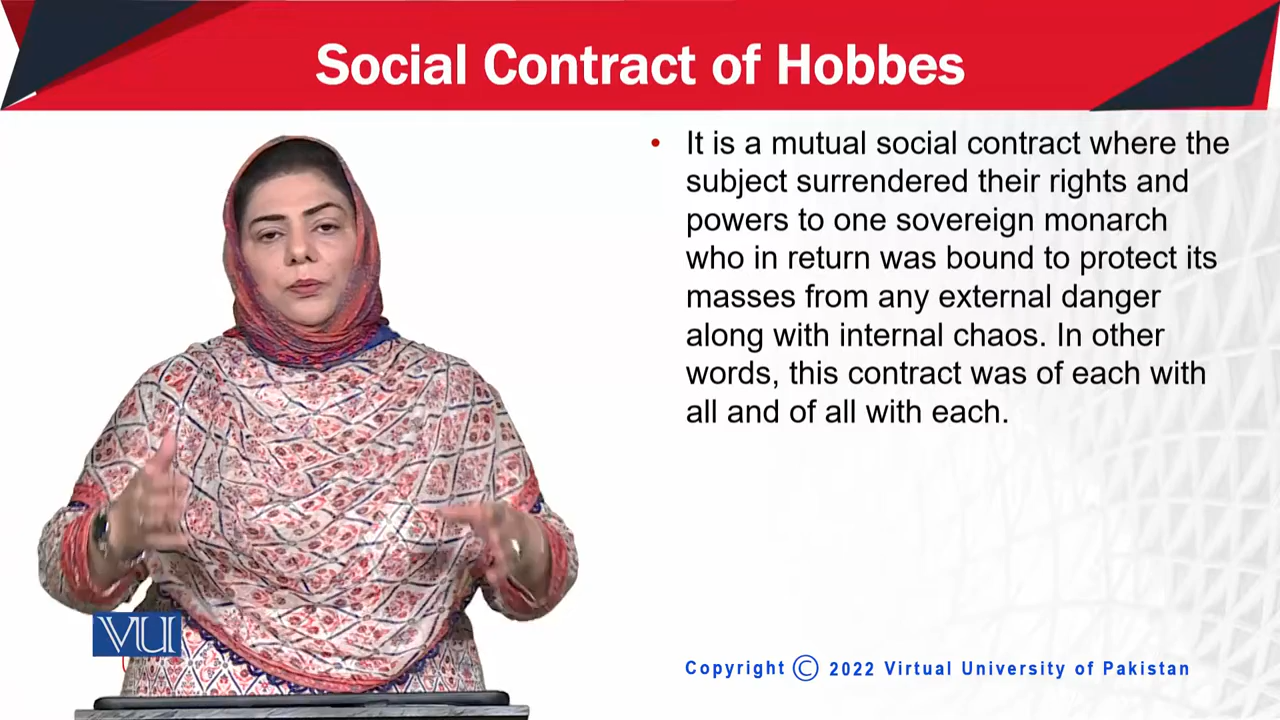 Social Contract of Hobbes
• It is a mutual social contract where the
subject surrendered their rights and
powers to one sovereign monarch
who in return was bound to protect its
masses from any external danger
along with internal chaos. In other
words, this contract was of each with
all and of all with each.
VU
Copyright © 2022 Virtual University of Pakistan